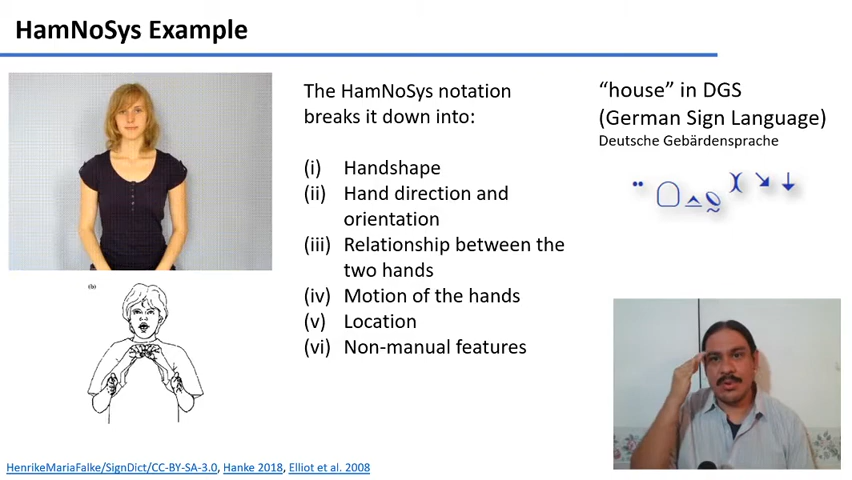 HamNoSys Example
The HamNoSys notation
breaks it down into:
(i) Handshape
(ii) Hand direction and
orientation
(iii) Relationship between the
two hands
(iv) Motion of the hands
(v) Location
(vi) Non-manual features
“house” in DGS
(German Sign Language)
Deutsche Gebärdensprache
(b)
HenrikeMariaFalke/SignDict/CC-BY-SA-3.0, Hanke 2018, Elliot et al. 2008